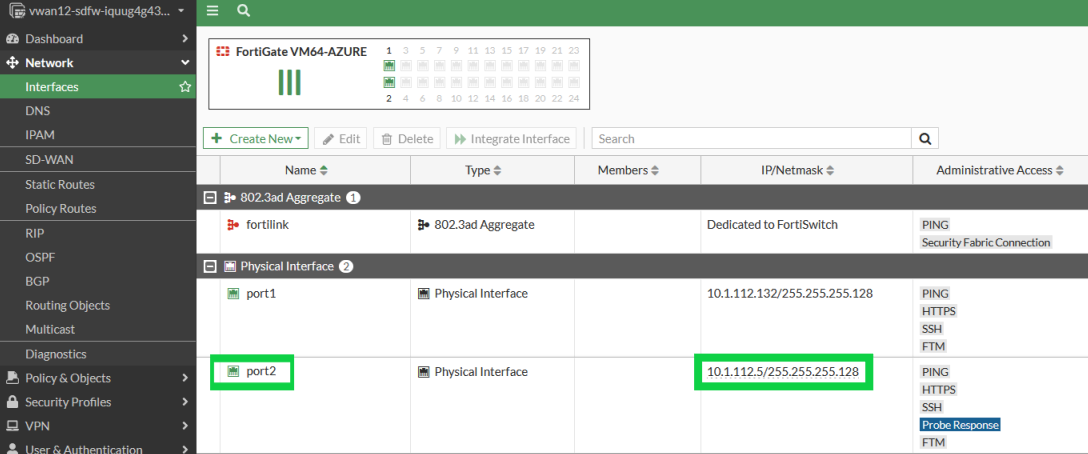 vwan12-sdfw-iquug4g43...
Dashboard
Network
Interfaces
DNS
IPAM
SD-WAN
Static Routes
Policy Routes
RIP
OSPF
BGP
Routing Objects
Multicast
Diagnostics
Policy & Objects
Security Profiles
VPN
User & Authentication
FortiGate VM64-AZURE
1 3 5 7 9 11 13 15 17 19 21 23
2 4 6 8 10 12 14 16 18 20 22 24
+ Create New Edit Delete Integrate Interface Search
Name Type Members IP/Netmask Administrative Access
802.3ad Aggregate 1
fortilink 802.3ad Aggregate Dedicated to FortiSwitch PING
Security Fabric Connection
Physical Interface 2
port1 Physical Interface 10.1.112.132/255.255.255.128 PING
HTTPS
SSH
FTM
port2 Physical Interface 10.1.112.5/255.255.255.128 PING
HTTPS
SSH
Probe Response
FTM